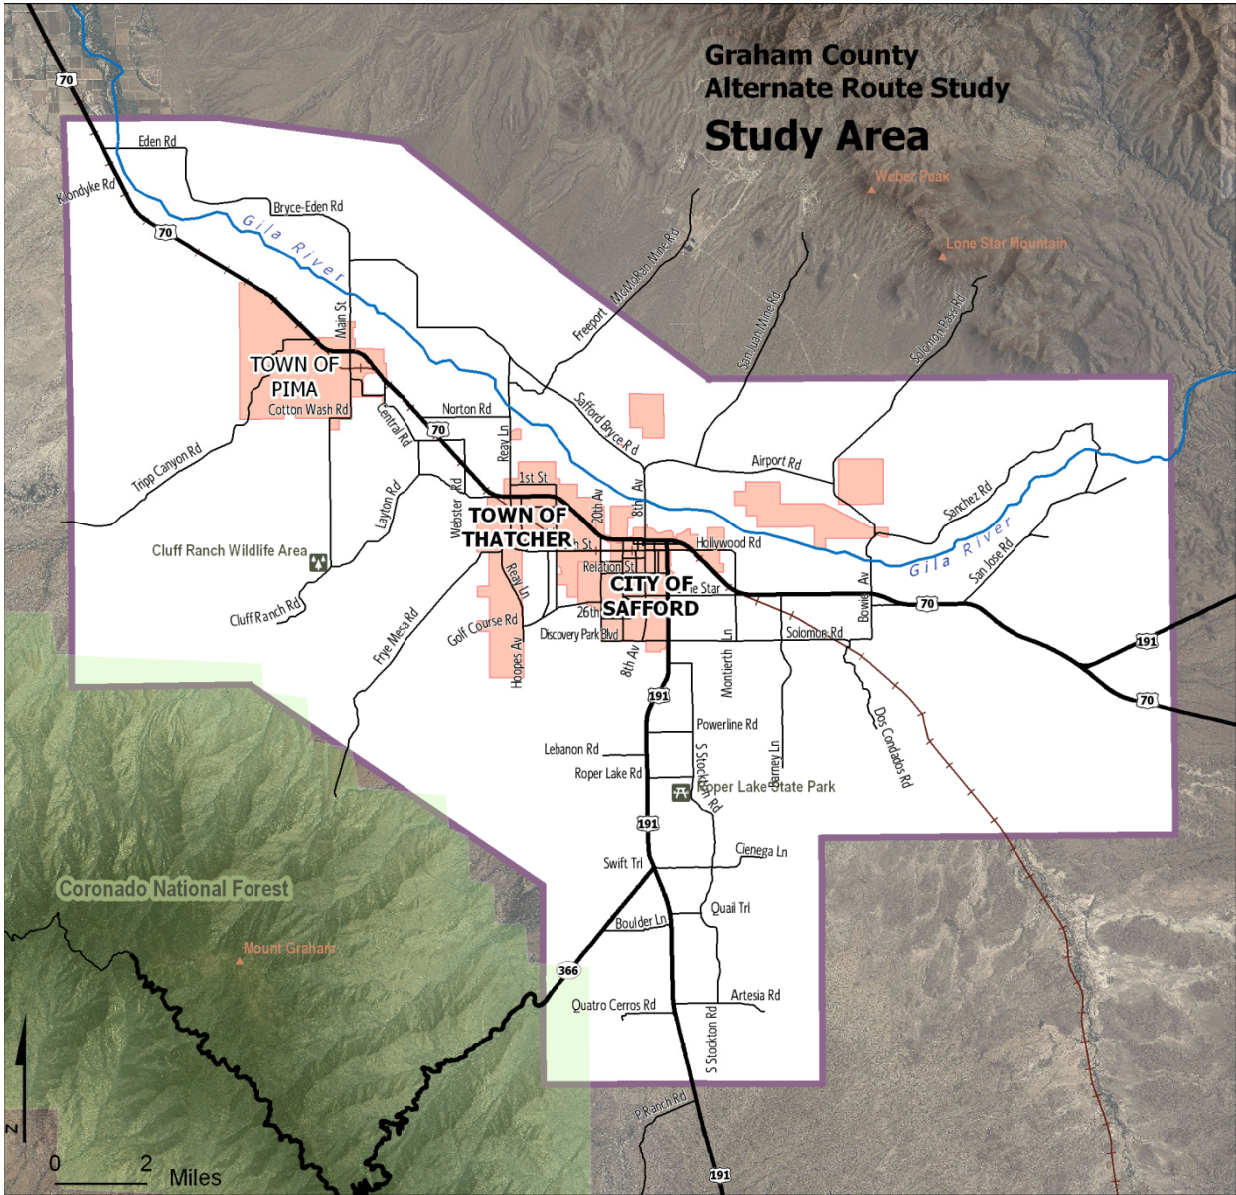 Graham County
Alternate Route Study
Study Area
70
Eden Rd
Weber Peak
Klondyke Rd
Bryce-Eden Rd
70
Gila River
Freeport McMoRan Mine Rd
Lone Star Mountain
Main St
San Juan Mine Rd
Solomon Pass Rd
TOWN OF
PIMA
Cotton Wash Rd
Central Rd
Norton Rd
70
Reay Ln
Safford Bryce Rd
Tripp Canyon Rd
Airport Rd
1st St
Layton Rd
Webster Rd
20th Av
8th Av
Sanchez Rd
TOWN OF
THATCHER
Hollywood Rd
Gila River
San Jose Rd
Cluff Ranch Wildlife Area
Relation St
Reay Ln
CITY OF
SAFFORD
Bowie Av
70
Cluff Ranch Rd
26th
Golf Course Rd
Frye Mesa Rd
Discovery Park Blvd
Solomon Rd
191
Hoopes Av
8th Av
Montierth Ln
191
70
Powerline Rd
Dos Condados Rd
Lebanon Rd
S Stockton Rd
Barney Ln
Roper Lake Rd
Roper Lake State Park
191
Swift Trl
Cienega Ln
Coronado National Forest
Quail Trl
Boulder Ln
Mount Graham
366
Quatro Cerros Rd
Artesia Rd
S Stockton Rd
P Ranch Rd
N
0 2
Miles
191